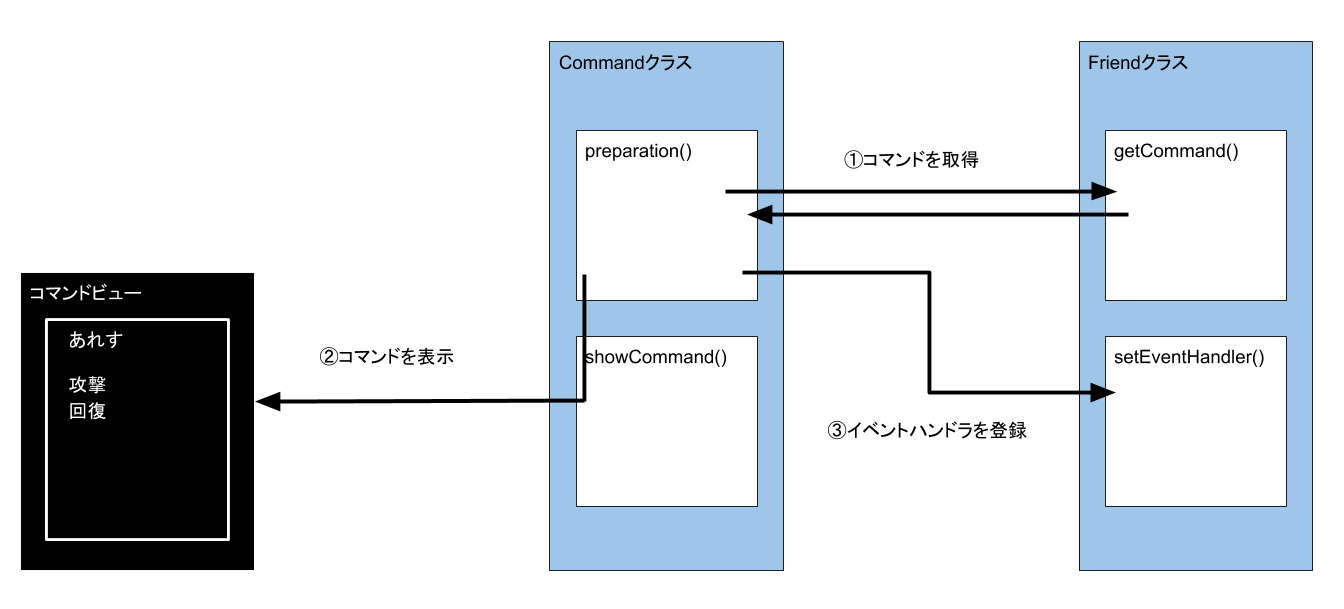 Commandクラス
Friendクラス
preparation()
①コマンドを取得
getCommand()
コマンドビュー
あれす
攻撃
回復
②コマンドを表示
showCommand()
setEventHandler()
③イベントハンドラを登録